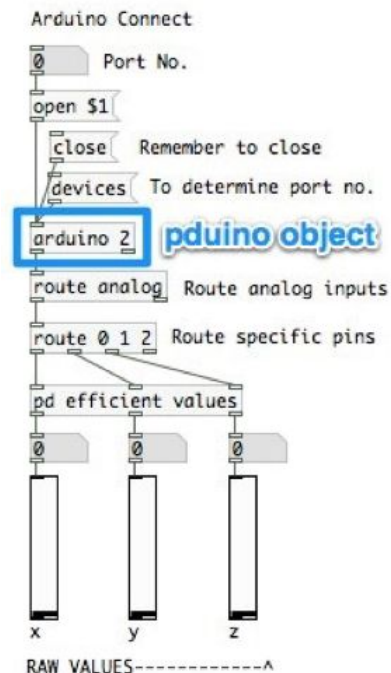 Arduino Connect
0 Port No.
open $1
close Remember to close
devices To determine port no.
arduino 2 pduino object
route analog Route analog inputs
route 0 1 2 Route specific pins
pd efficient values
0 0 0
x y z
RAW VALUES------------^